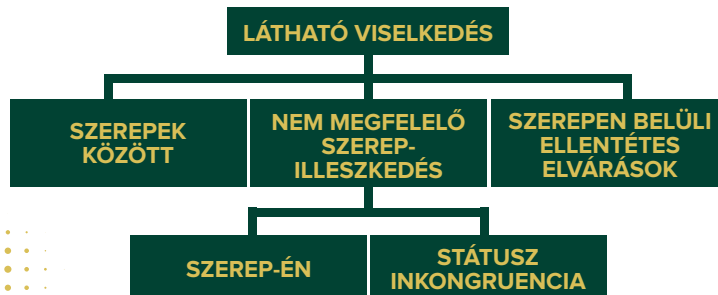 LÁTHATÓ VISELKEDÉS
SZEREPEK
KÖZÖTT
NEM MEGFELELŐ
SZEREP-
ILLESZKEDÉS
SZEREPEN BELÜLI
ELLENTÉTES
ELVÁRÁSOK
SZEREP-ÉN
STÁTUSZ
INKONGRUENCIA